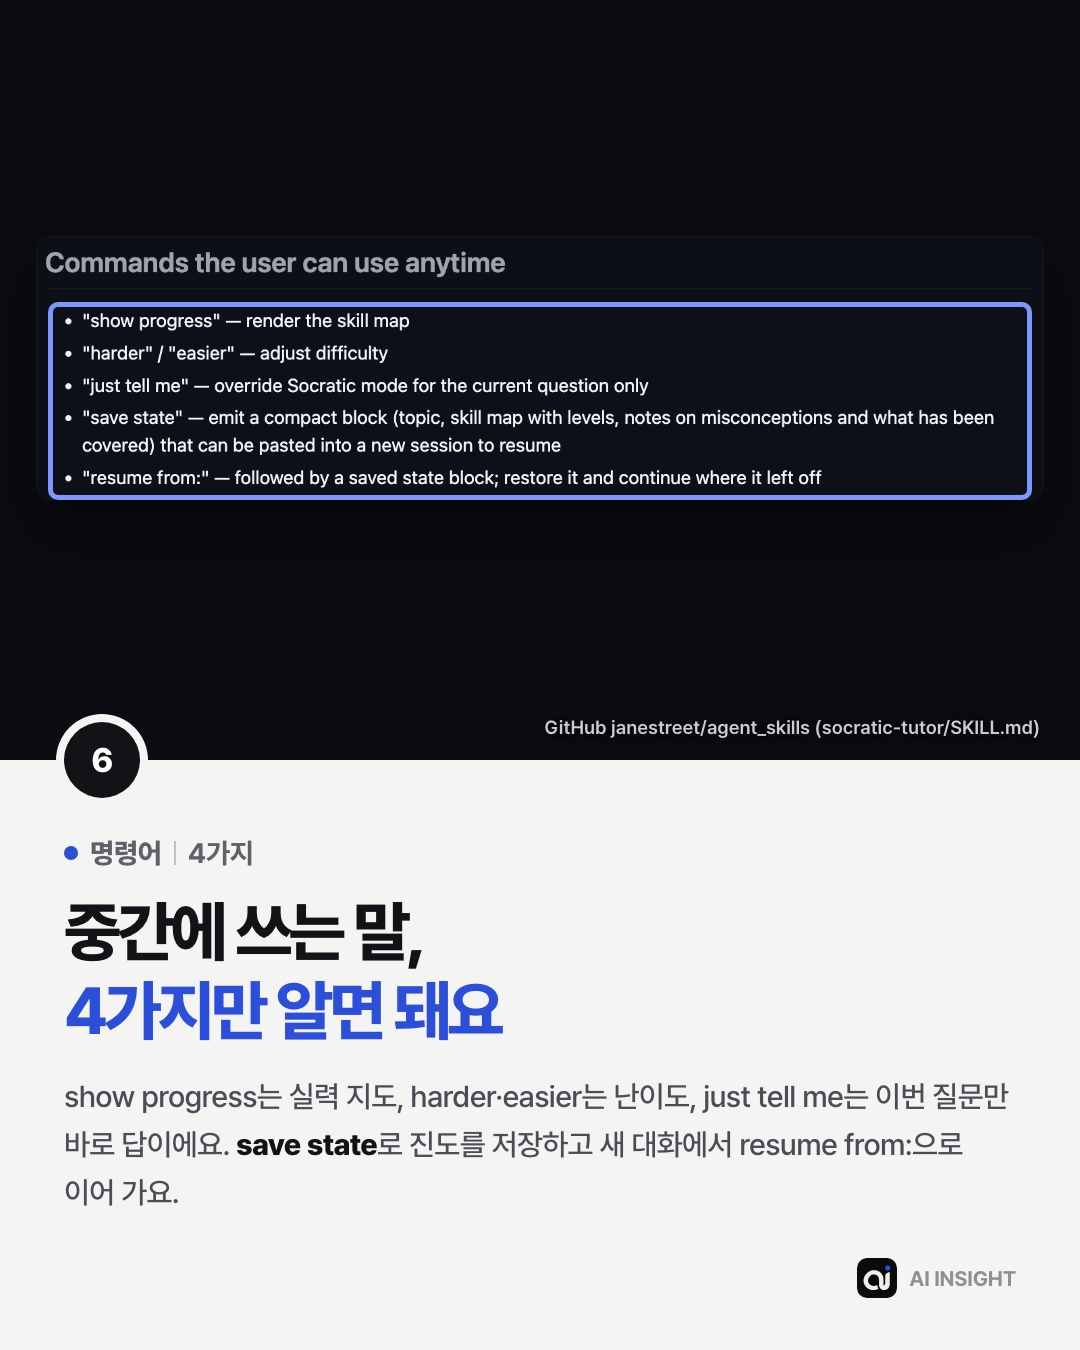 Commands the user can use anytime
• "show progress" — render the skill map
• "harder" / "easier" — adjust difficulty
• "just tell me" — override Socratic mode for the current question only
• "save state" — emit a compact block (topic, skill map with levels, notes on misconceptions and what has been
covered) that can be pasted into a new session to resume
• "resume from:" — followed by a saved state block; restore it and continue where it left off
GitHub janestreet/agent_skills (socratic-tutor/SKILL.md)
6
명령어 | 4가지
중간에 쓰는 말,
4가지만 알면 돼요
show progress는 실력 지도, harder·easier는 난이도, just tell me는 이번 질문만
바로 답이에요. save state로 진도를 저장하고 새 대화에서 resume from:으로
이어 가요.
ai AI INSIGHT